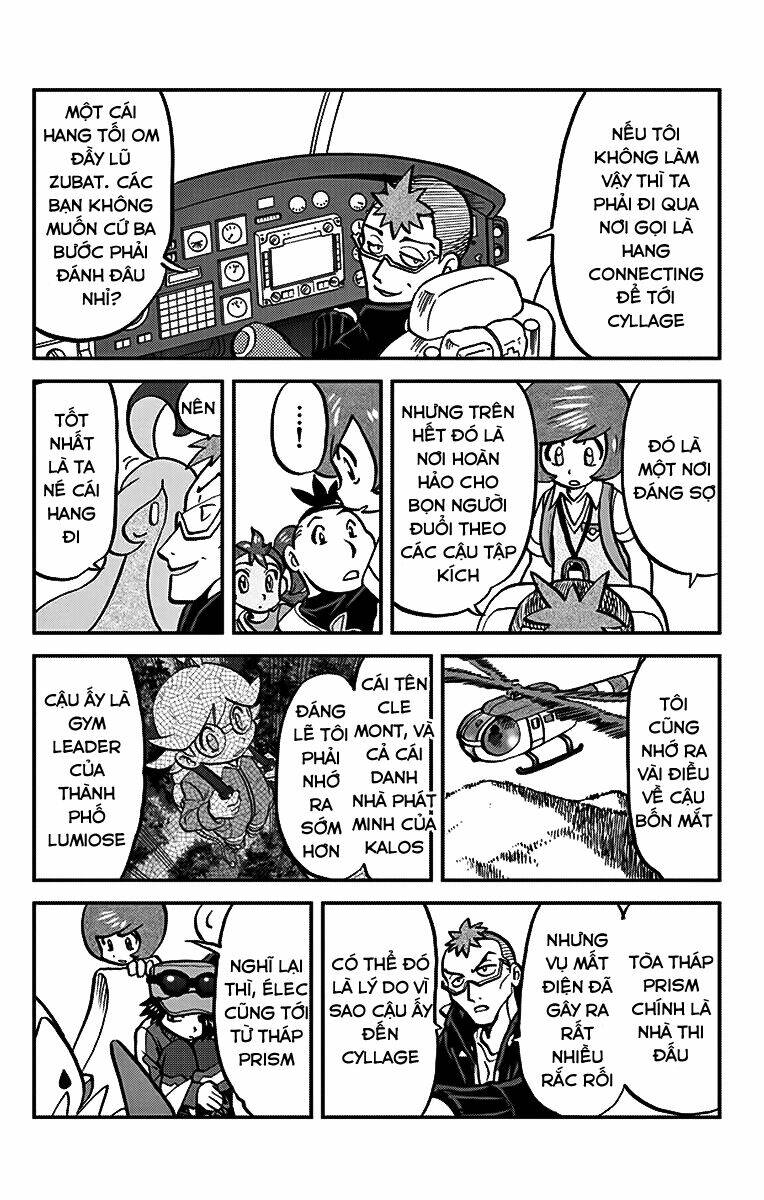 NẾU TÔI
KHÔNG LÀM
VẬY THÌ TA
PHẢI ĐI QUA
NƠI GỌI LÀ
HANG
CONNECTING
ĐỂ TỚI
CYLLAGE
MỘT CÁI
HANG TỐI OM
ĐẦY LŨ
ZUBAT. CÁC
BẠN KHÔNG
MUỐN CỨ BA
BƯỚC PHẢI
ĐÁNH ĐÂU
NHỈ?
ĐÓ LÀ
MỘT NƠI
ĐÁNG SỢ
NHƯNG TRÊN
HẾT ĐÓ LÀ
NƠI HOÀN
HẢO CHO
BỌN NGƯỜI
ĐUỔI THEO
CÁC CẬU TẬP
KÍCH
...!
NÊN
TỐT
NHẤT
LÀ TA
NÉ CÁI
HANG
ĐI
TÔI
CŨNG
NHỚ RA
VÀI ĐIỀU
VỀ CẬU
BỐN MẮT
CÁI TÊN
CLE
MONT, VÀ
CẢ CÁI
DANH
NHÀ PHÁT
MINH CỦA
KALOS
ĐÁNG
LẼ TÔI
PHẢI
NHỚ
RA
SỚM
HƠN
CẬU ẤY LÀ
GYM
LEADER
CỦA
THÀNH
PHỐ
LUMIOSE
TÒA THÁP
PRISM
CHÍNH LÀ
NHÀ THI
ĐẤU
NHƯNG
VỤ MẤT
ĐIỆN ĐÃ
GÂY RA
RẤT
NHIỀU
RẮC RỐI
CÓ THỂ ĐÓ
LÀ LÝ DO VÌ
SAO CẬU ẤY
ĐẾN
CYLLAGE
NGHĨ LẠI
THÌ, ÉLEC
CŨNG TỚI
TỪ THÁP
PRISM